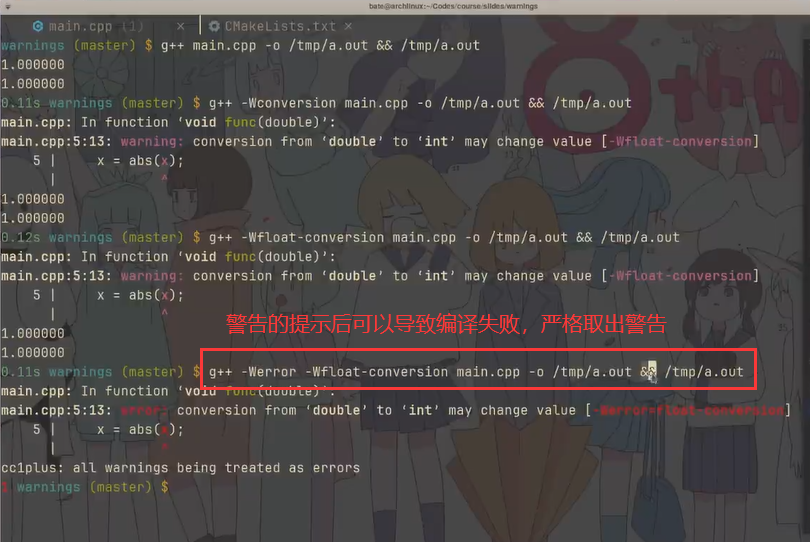 bate@archlinux:~/Codes/course/slides/warnings
main.cpp (1) × CMakeLists.txt ×
warnings (master) $ g++ main.cpp -o /tmp/a.out && /tmp/a.out
1.000000
1.000000
0.11s warnings (master) $ g++ -Wconversion main.cpp -o /tmp/a.out && /tmp/a.out
main.cpp: In function ‘void func(double)’:
main.cpp:5:13: warning: conversion from ‘double’ to ‘int’ may change value [-Wfloat-conversion]
5 | x = abs(x);
| ^
1.000000
1.000000
0.12s warnings (master) $ g++ -Wfloat-conversion main.cpp -o /tmp/a.out && /tmp/a.out
main.cpp: In function ‘void func(double)’:
main.cpp:5:13: warning: conversion from ‘double’ to ‘int’ may change value [-Wfloat-conversion]
5 | x = abs(x);
| ^
警告的提示后可以导致编译失败，严格取出警告
1.000000
1.000000
0.11s warnings (master) $ g++ -Werror -Wfloat-conversion main.cpp -o /tmp/a.out && /tmp/a.out
main.cpp: In function ‘void func(double)’:
main.cpp:5:13: error: conversion from ‘double’ to ‘int’ may change value [-Werror=float-conversion]
5 | x = abs(x);
| ^
cc1plus: all warnings being treated as errors
1 warnings (master) $